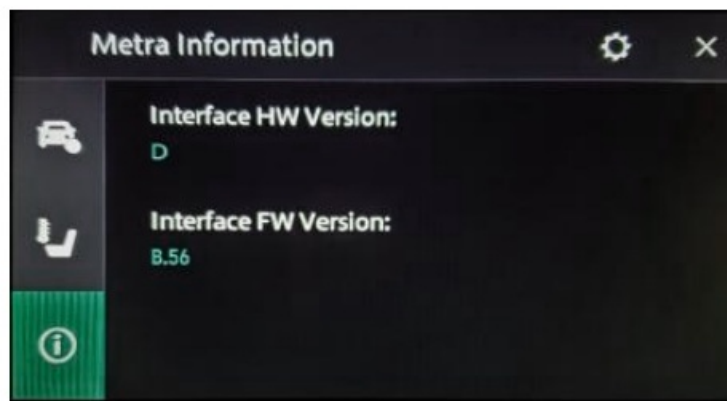 Metra Information
Interface HW Version:
D
Interface FW Version:
B.56